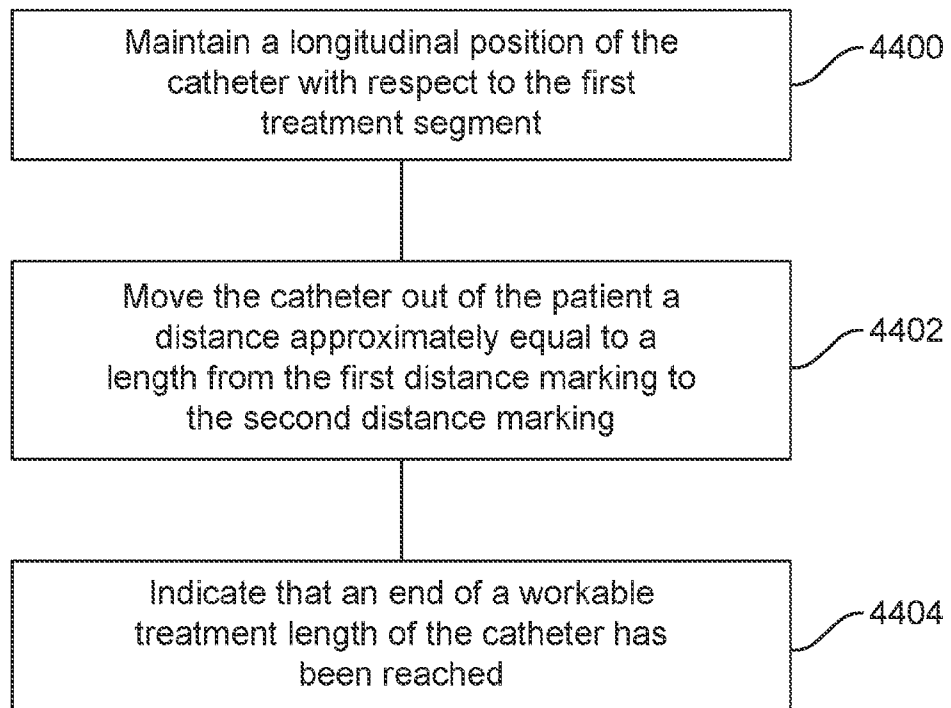 Maintain a longitudinal position of the
catheter with respect to the first
treatment segment
4400
Move the catheter out of the patient a
distance approximately equal to a
length from the first distance marking to
the second distance marking
4402
Indicate that an end of a workable
treatment length of the catheter has
been reached
4404